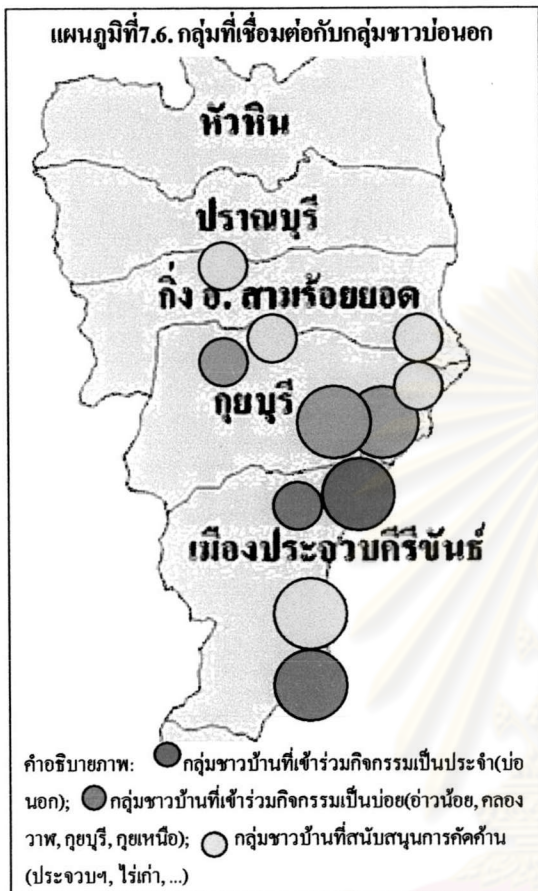 แผนภูมิที่7.6. กลุ่มที่เชื่อมต่อกับกลุ่มชาวบ่อนอก
หัวหิน
ปราณบุรี
กิ่ง อ. สามร้อยยอด
กุยบุรี
เมืองประจวบคีรีขันธ์
คำอธิบายภาพ: กลุ่มชาวบ้านที่เข้าร่วมกิจกรรมเป็นประจำ(บ่อ
นอก); กลุ่มชาวบ้านที่เข้าร่วมกิจกรรมเป็นบ่อย(อ่าวน้อย, คลอง
วาฬ, กุยบุรี, กุยเหนือ); กลุ่มชาวบ้านที่สนับสนุนการคัดค้าน
(ประจวบฯ, ไร่เก่า, ...)